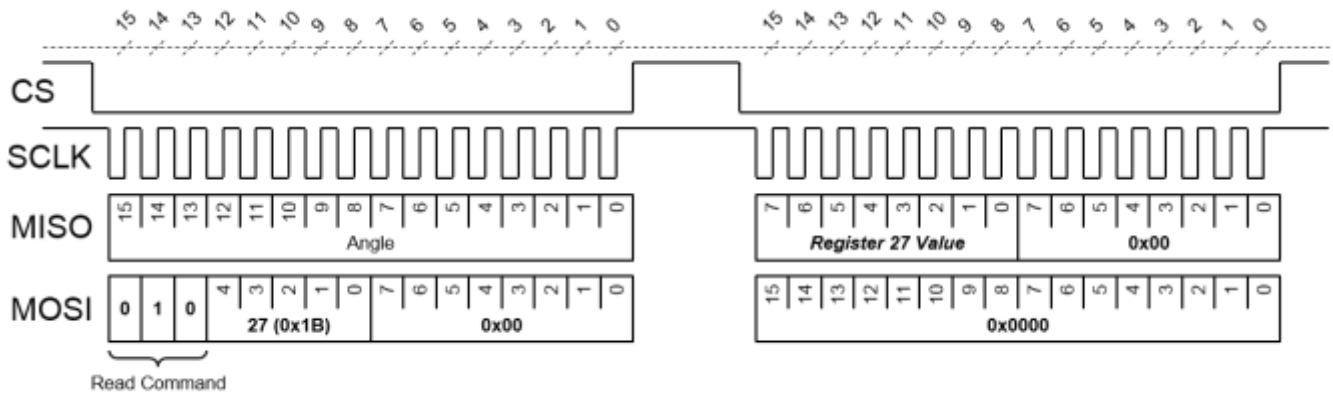 15 14 13 12 11 10 9 8 7 6 5 4 3 2 1 0 15 14 13 12 11 10 9 8 7 6 5 4 3 2 1 0
CS
SCLK
MISO 15 14 13 12 11 10 9 8 7 6 5 4 3 2 1 0 7 6 5 4 3 2 1 0 7 6 5 4 3 2 1 0
Angle Register 27 Value 0x00
MOSI 0 1 0 4 3 2 1 0 7 6 5 4 3 2 1 0 15 14 13 12 11 10 9 8 7 6 5 4 3 2 1 0
27 (0x1B) 0x00 0x0000
Read Command